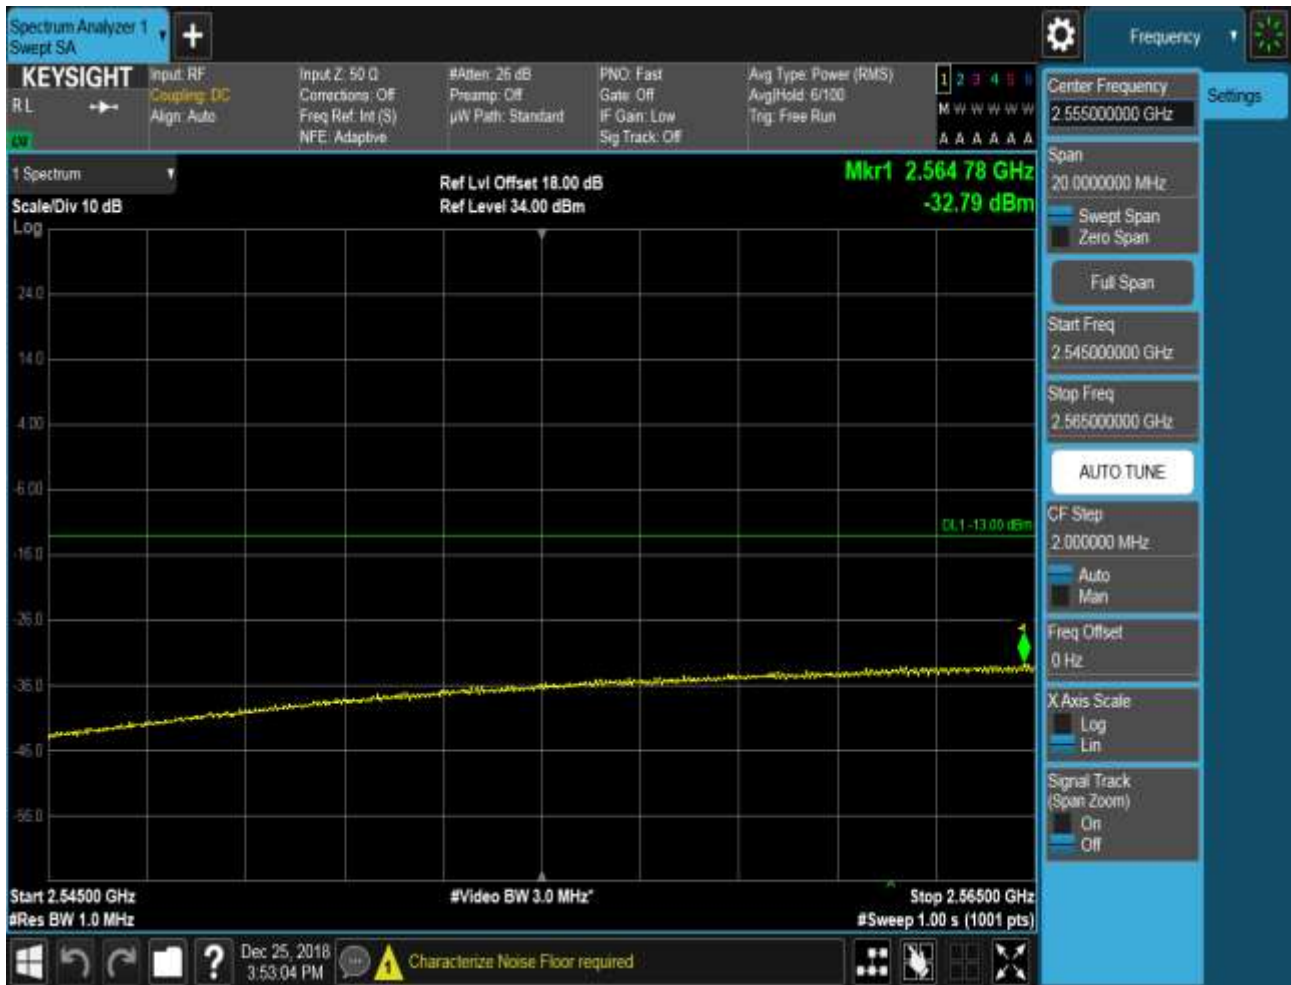 Spectrum Analyzer 1
Swept SA
Frequency
KEYSIGHT
R L
Input: RF
Coupling: DC
Align: Auto
Input Z: 50 Ω
Corrections: Off
Freq Ref: Int (S)
NFE: Adaptive
#Atten: 26 dB
Preamp: Off
µW Path: Standard
PNO: Fast
Gate: Off
IF Gain: Low
Sig Track: Off
Avg Type: Power (RMS)
Avg|Hold: 6/100
Trig: Free Run
1 2 3 4 5 6
M W W W W W
A A A A A A
1 Spectrum
Scale/Div 10 dB
Log
Ref Lvl Offset 18.00 dB
Ref Level 34.00 dBm
Mkr1 2.564 78 GHz
-32.79 dBm
24.0
14.0
4.00
-6.00
DL1 -13.00 dBm
-16.0
-26.0
1
-36.0
-46.0
-56.0
Start 2.54500 GHz
#Res BW 1.0 MHz
#Video BW 3.0 MHz*
Stop 2.56500 GHz
#Sweep 1.00 s (1001 pts)
Dec 25, 2018
3:53:04 PM
Characterize Noise Floor required
Center Frequency
2.555000000 GHz
Settings
Span
20.0000000 MHz
Swept Span
Zero Span
Full Span
Start Freq
2.545000000 GHz
Stop Freq
2.565000000 GHz
AUTO TUNE
CF Step
2.000000 MHz
Auto
Man
Freq Offset
0 Hz
X Axis Scale
Log
Lin
Signal Track
(Span Zoom)
On
Off